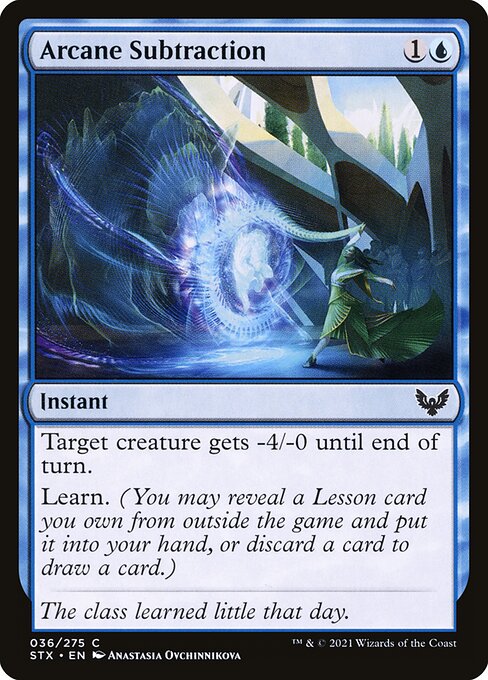 Arcane Subtraction 1
Instant
Target creature gets -4/-0 until end of
turn.
Learn. (You may reveal a Lesson card
you own from outside the game and put
it into your hand, or discard a card to
draw a card.)
The class learned little that day.
036/275 C
STX • EN Anastasia Ovchinnikova
™ & © 2021 Wizards of the Coast